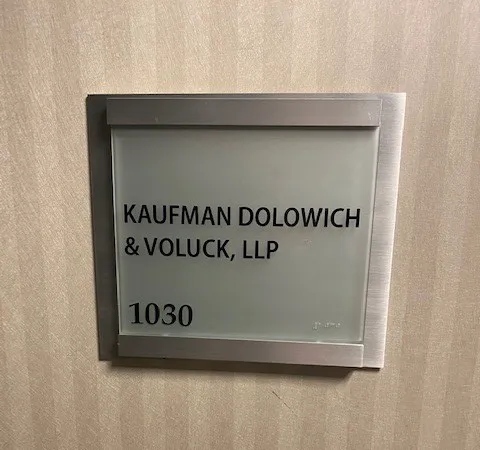 KAUFMAN DOLOWICH
& VOLUCK, LLP
1030